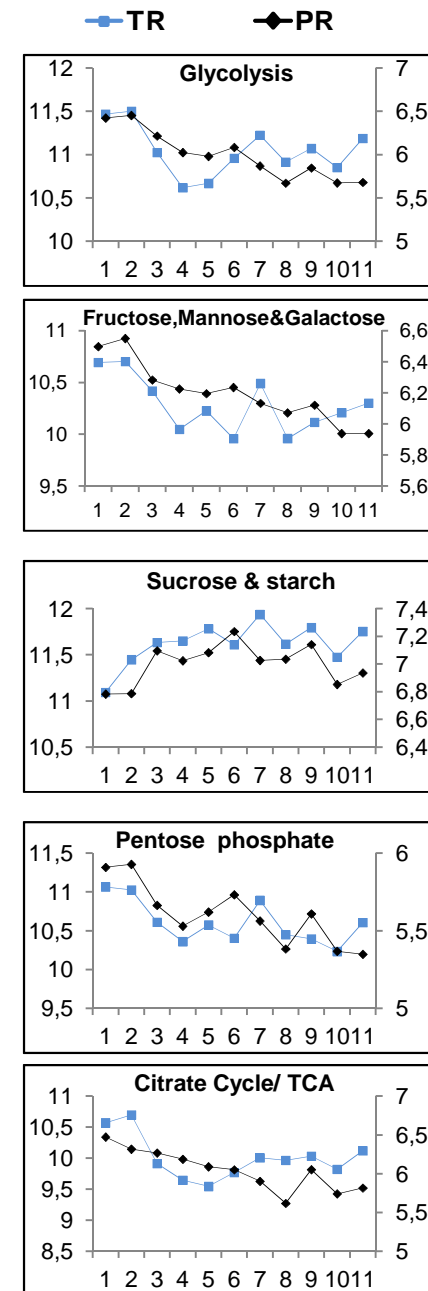 TR PR
Glycolysis
12 7
11,5 6,5
11 6
10,5 5,5
10 5
1 2 3 4 5 6 7 8 9 10 11
Fructose,Mannose&Galactose
11 6,6
6,4
10,5 6,2
10 6
5,8
9,5 5,6
1 2 3 4 5 6 7 8 9 10 11
Sucrose & starch
12 7,4
7,2
11,5 7
11 6,8
6,6
10,5 6,4
1 2 3 4 5 6 7 8 9 10 11
Pentose phosphate
11,5 6
11
10,5 5,5
10
9,5 5
1 2 3 4 5 6 7 8 9 10 11
Citrate Cycle/ TCA
11 7
10,5 6,5
10 6
9,5
9 5,5
8,5 5
1 2 3 4 5 6 7 8 9 10 11